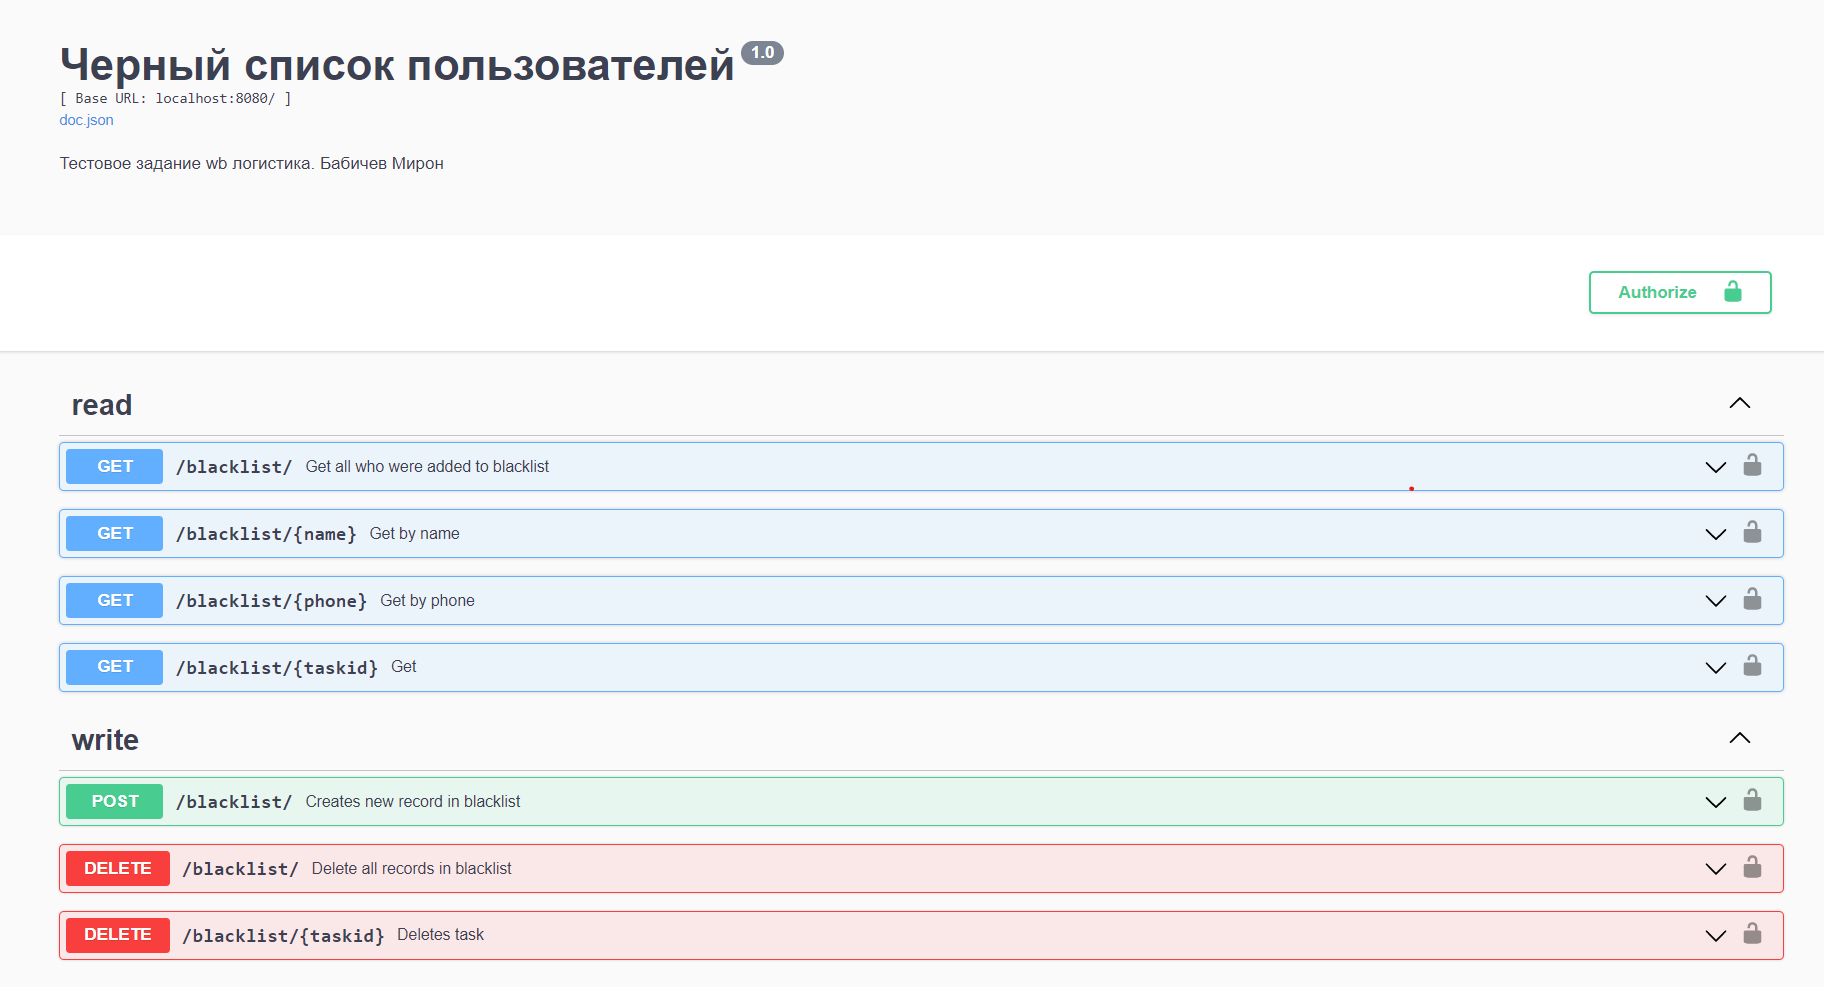 Черный список пользователей 1.0
[ Base URL: localhost:8080/ ]
doc.json
Тестовое задание wb логистика. Бабичев Мирон
Authorize
read
GET /blacklist/ Get all who were added to blacklist
GET /blacklist/{name} Get by name
GET /blacklist/{phone} Get by phone
GET /blacklist/{taskid} Get
write
POST /blacklist/ Creates new record in blacklist
DELETE /blacklist/ Delete all records in blacklist
DELETE /blacklist/{taskid} Deletes task